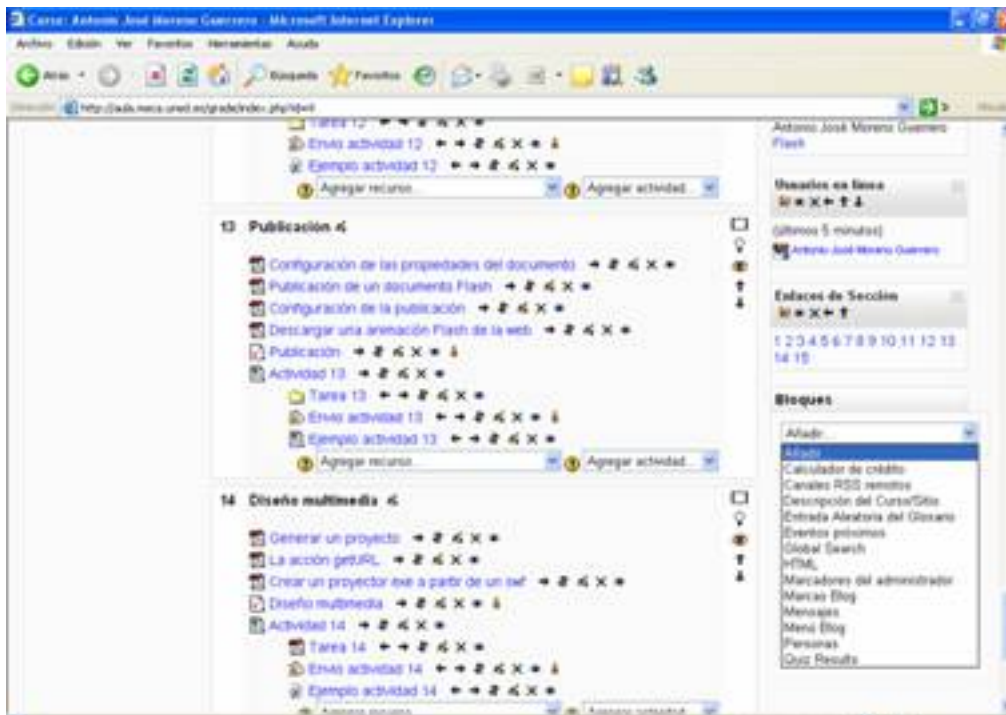 Curso: Antonio José Moreno Guerrero - Microsoft Internet Explorer
Archivo Edición Ver Favoritos Herramientas Ayuda
Atrás Búsqueda Favoritos
Tarea 12
Envío actividad 12
Ejemplo actividad 12
Agregar recurso... Agregar actividad...
13 Publicación
Configuración de las propiedades del documento
Publicación de un documento Flash
Configuración de la publicación
Descargar una animación Flash de la web
Publicación
Actividad 13
Tarea 13
Envío actividad 13
Ejemplo actividad 13
Agregar recurso... Agregar actividad...
14 Diseño multimedia
Generar un proyecto
La acción getURL
Crear un proyector exe a partir de un swf
Diseño multimedia
Actividad 14
Tarea 14
Envío actividad 14
Ejemplo actividad 14
Agregar recurso... Agregar actividad...
Antonio José Moreno Guerrero
Flash
Usuarios en línea
(últimos 5 minutos)
Antonio José Moreno Guerrero
Enlaces de Sección
1 2 3 4 5 6 7 8 9 10 11 12 13
14 15
Bloques
Añadir...
Añadir...
Calculador de crédito
Canales RSS remotos
Descripción del Curso/Sitio
Entrada Aleatoria del Glosario
Eventos próximos
Global Search
HTML
Marcadores del administrador
Marcas Blog
Mensajes
Menú Blog
Personas
Quiz Results